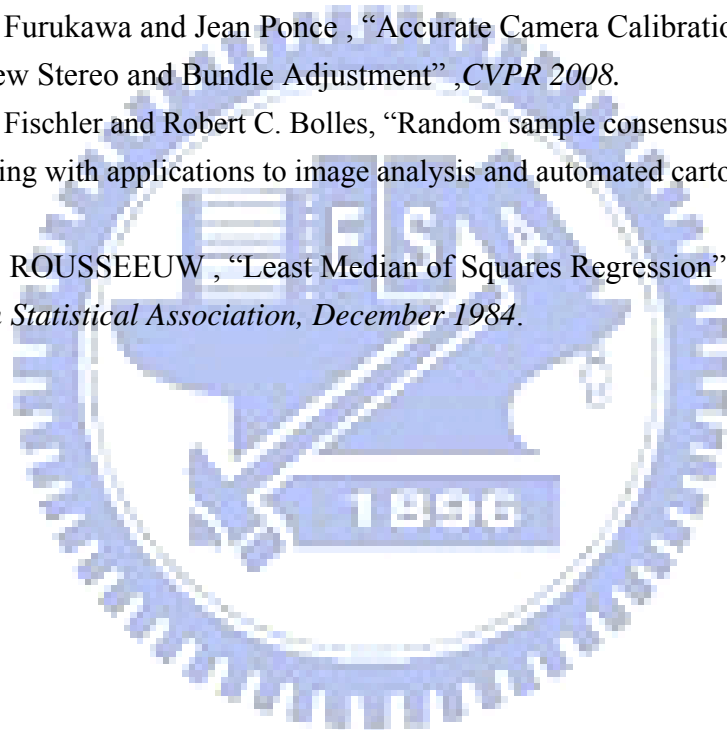 Furukawa and Jean Ponce , “Accurate Camera Calibratio
ew Stereo and Bundle Adjustment” ,CVPR 2008.
Fischler and Robert C. Bolles, “Random sample consensus
ing with applications to image analysis and automated carto
ROUSSEEUW , “Least Median of Squares Regression”
n Statistical Association, December 1984.
E S A
1896